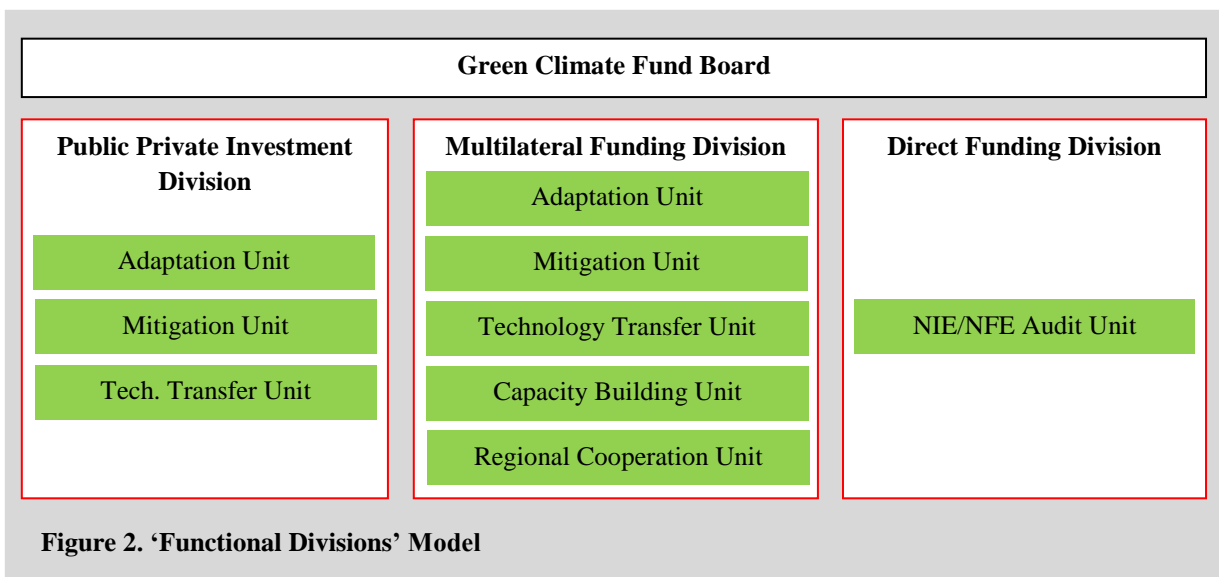 Green Climate Fund Board
Public Private Investment
Division
Adaptation Unit
Mitigation Unit
Tech. Transfer Unit
Multilateral Funding Division
Adaptation Unit
Mitigation Unit
Technology Transfer Unit
Capacity Building Unit
Regional Cooperation Unit
Direct Funding Division
NIE/NFE Audit Unit
Figure 2. ‘Functional Divisions’ Model